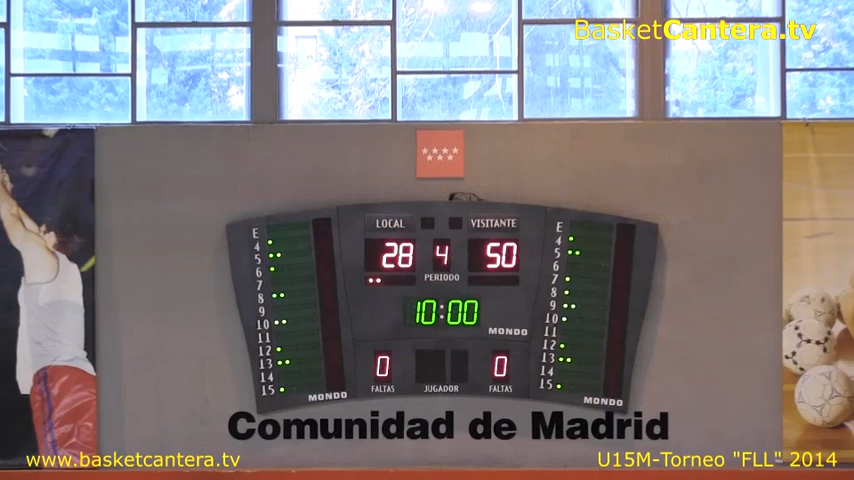 BasketCantera.tv
LOCAL VISITANTE
28 4 50
PERIODO
10:00
MONDO
0 0
FALTAS JUGADOR FALTAS
E
4
5
6
7
8
9
10
11
12
13
14
15
MONDO
E
4
5
6
7
8
9
10
11
12
13
14
15
MONDO
Comunidad de Madrid
www.basketcantera.tv
U15M-Torneo "FLL" 2014